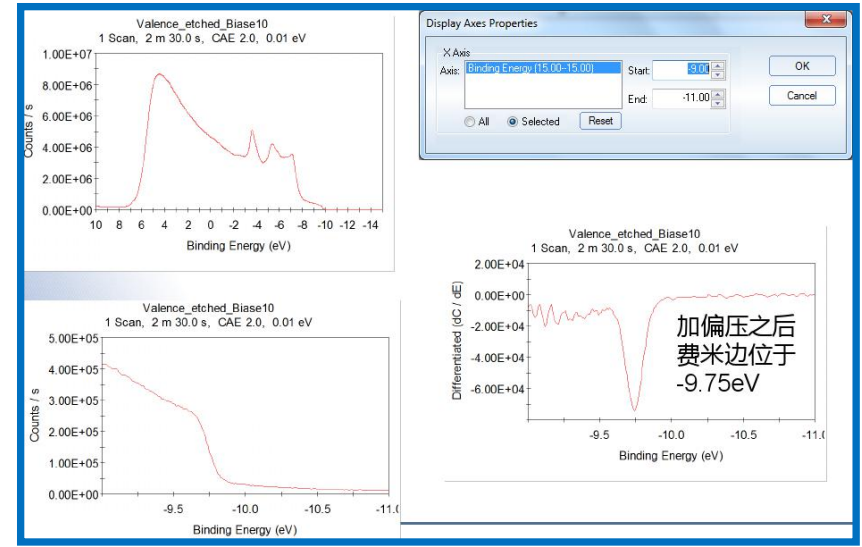 Valence_etched_Biase10
1 Scan, 2 m 30.0 s, CAE 2.0, 0.01 eV
1.00E+07
8.00E+06
6.00E+06
4.00E+06
2.00E+06
0.00E+00
Counts / s
10 8 6 4 2 0 -2 -4 -6 -8 -10 -12 -14
Binding Energy (eV)
Display Axes Properties
X Axis
Axis:
Binding Energy (15.00--15.00)
Start:
-9.00
End:
-11.00
All
Selected
Reset
OK
Cancel
Valence_etched_Biase10
1 Scan, 2 m 30.0 s, CAE 2.0, 0.01 eV
5.00E+05
4.00E+05
3.00E+05
2.00E+05
1.00E+05
0.00E+00
Counts / s
-9.5 -10.0 -10.5 -11.0
Binding Energy (eV)
Valence_etched_Biase10
1 Scan, 2 m 30.0 s, CAE 2.0, 0.01 eV
2.00E+04
0.00E+00
-2.00E+04
-4.00E+04
-6.00E+04
Differentiated (dC / dE)
加偏压之后
费米边位于
-9.75eV
-9.5 -10.0 -10.5 -11.0
Binding Energy (eV)